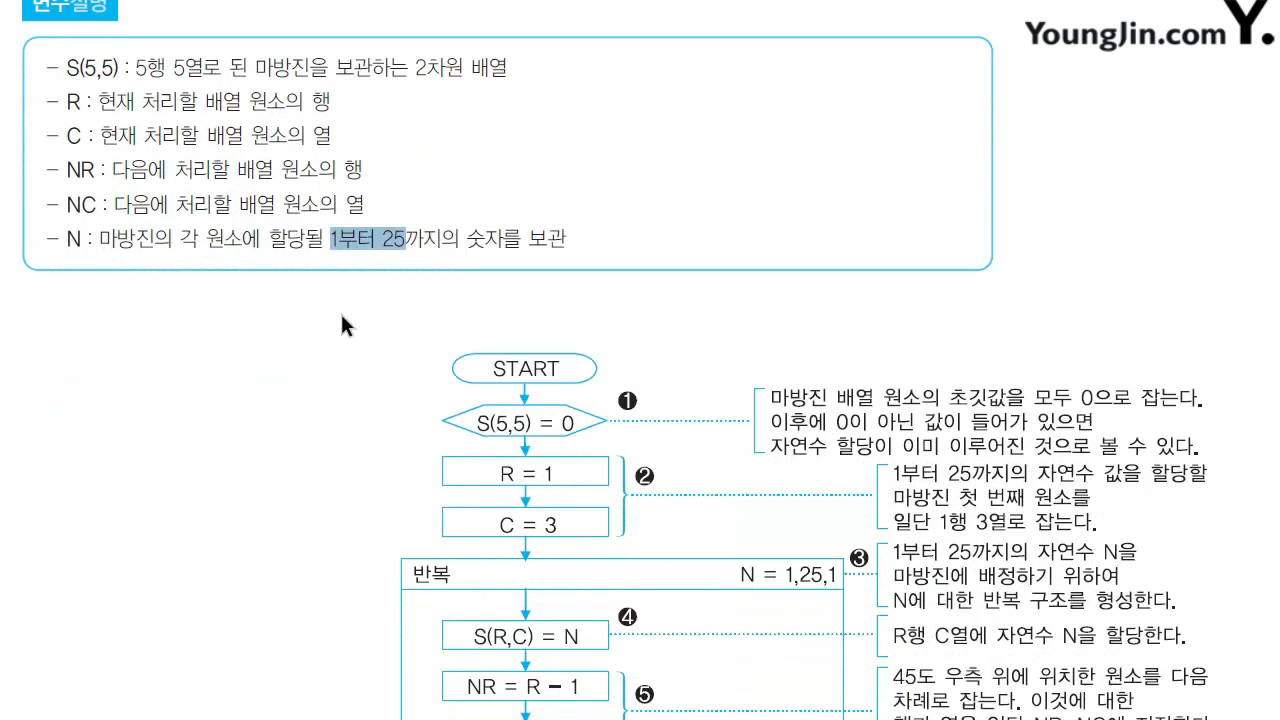 변수설명
YoungJin.com Y.
- S(5,5) : 5행 5열로 된 마방진을 보관하는 2차원 배열
- R : 현재 처리할 배열 원소의 행
- C : 현재 처리할 배열 원소의 열
- NR : 다음에 처리할 배열 원소의 행
- NC : 다음에 처리할 배열 원소의 열
- N : 마방진의 각 원소에 할당될 1부터 25까지의 숫자를 보관
START
❶
마방진 배열 원소의 초깃값을 모두 0으로 잡는다.
이후에 0이 아닌 값이 들어가 있으면
자연수 할당이 이미 이루어진 것으로 볼 수 있다.
S(5,5) = 0
R = 1
❷
1부터 25까지의 자연수 값을 할당할
마방진 첫 번째 원소를
일단 1행 3열로 잡는다.
C = 3
반복 N = 1,25,1
❸
1부터 25까지의 자연수 N을
마방진에 배정하기 위하여
N에 대한 반복 구조를 형성한다.
❹
S(R,C) = N
R행 C열에 자연수 N을 할당한다.
NR = R - 1
❺
45도 우측 위에 위치한 원소를 다음
차례로 잡는다. 이것에 대한